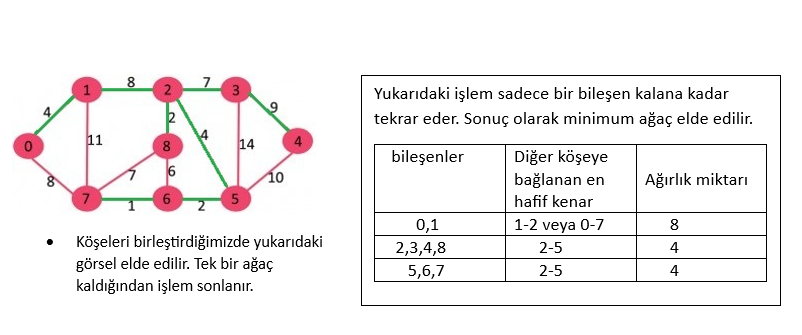 8
7
1
2
3
4
9
2
4
11
14
0
8
4
7
6
10
8
7
6
5
1
2
• Köşeleri birleştirdiğimizde yukarıdaki
görsel elde edilir. Tek bir ağaç
kaldığından işlem sonlanır.
Yukarıdaki işlem sadece bir bileşen kalana kadar
tekrar eder. Sonuç olarak minimum ağaç elde edilir.
bileşenler
Diğer köşeye
bağlanan en
hafif kenar
Ağırlık miktarı
0,1
1-2 veya 0-7
8
2,3,4,8
2-5
4
5,6,7
2-5
4